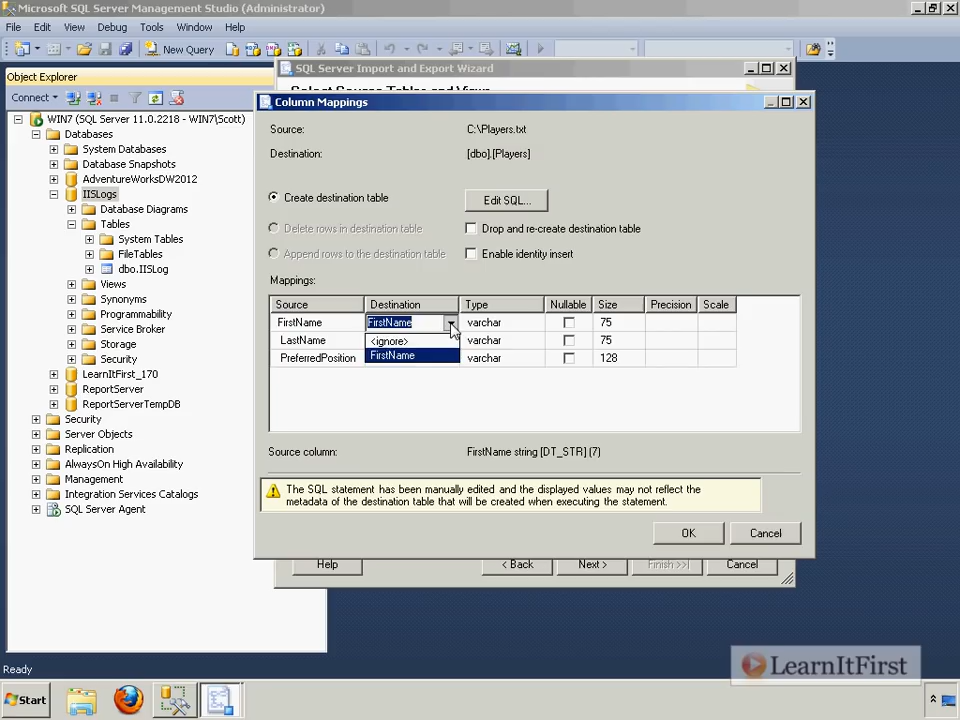 Microsoft SQL Server Management Studio (Administrator)
File Edit View Debug Tools Window Help
New Query
Object Explorer
Connect
WIN7 (SQL Server 11.0.2218 - WIN7\Scott)
Databases
System Databases
Database Snapshots
AdventureWorksDW2012
IISLogs
Database Diagrams
Tables
System Tables
FileTables
dbo.IISLog
Views
Synonyms
Programmability
Service Broker
Storage
Security
LearnItFirst_170
ReportServer
ReportServerTempDB
Security
Server Objects
Replication
AlwaysOn High Availability
Management
Integration Services Catalogs
SQL Server Agent
SQL Server Import and Export Wizard
Select Source Tables and Views
Column Mappings
Source: C:\Players.txt
Destination: [dbo].[Players]
Create destination table Edit SQL...
Delete rows in destination table Drop and re-create destination table
Append rows to the destination table Enable identity insert
Mappings:
Source Destination Type Nullable Size Precision Scale
FirstName FirstName varchar 75
LastName <ignore> varchar 75
PreferredPosition FirstName varchar 128
Source column: FirstName string [DT_STR] (7)
The SQL statement has been manually edited and the displayed values may not reflect the
metadata of the destination table that will be created when executing the statement.
OK Cancel
Help < Back Next > Finish >>| Cancel
LearnItFirst
Ready
Start